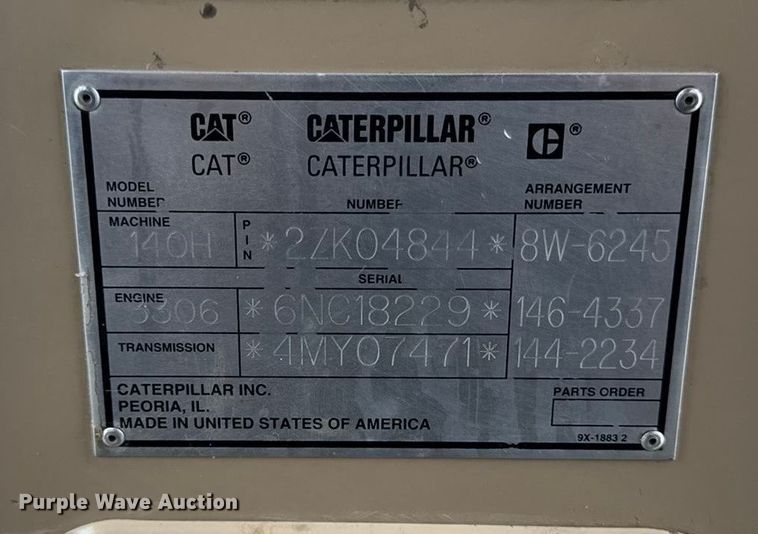 CAT® CATERPILLAR® C®
CAT® CATERPILLAR®
MODEL NUMBER NUMBER ARRANGEMENT NUMBER
MACHINE 140H PIN *2ZK04844* 8W-6245
SERIAL
ENGINE 3306 *6NC18229* 146-4337
TRANSMISSION *4MY07471* 144-2234
CATERPILLAR INC. PARTS ORDER
PEORIA, IL.
MADE IN UNITED STATES OF AMERICA
9X-1883 2
Purple Wave Auction